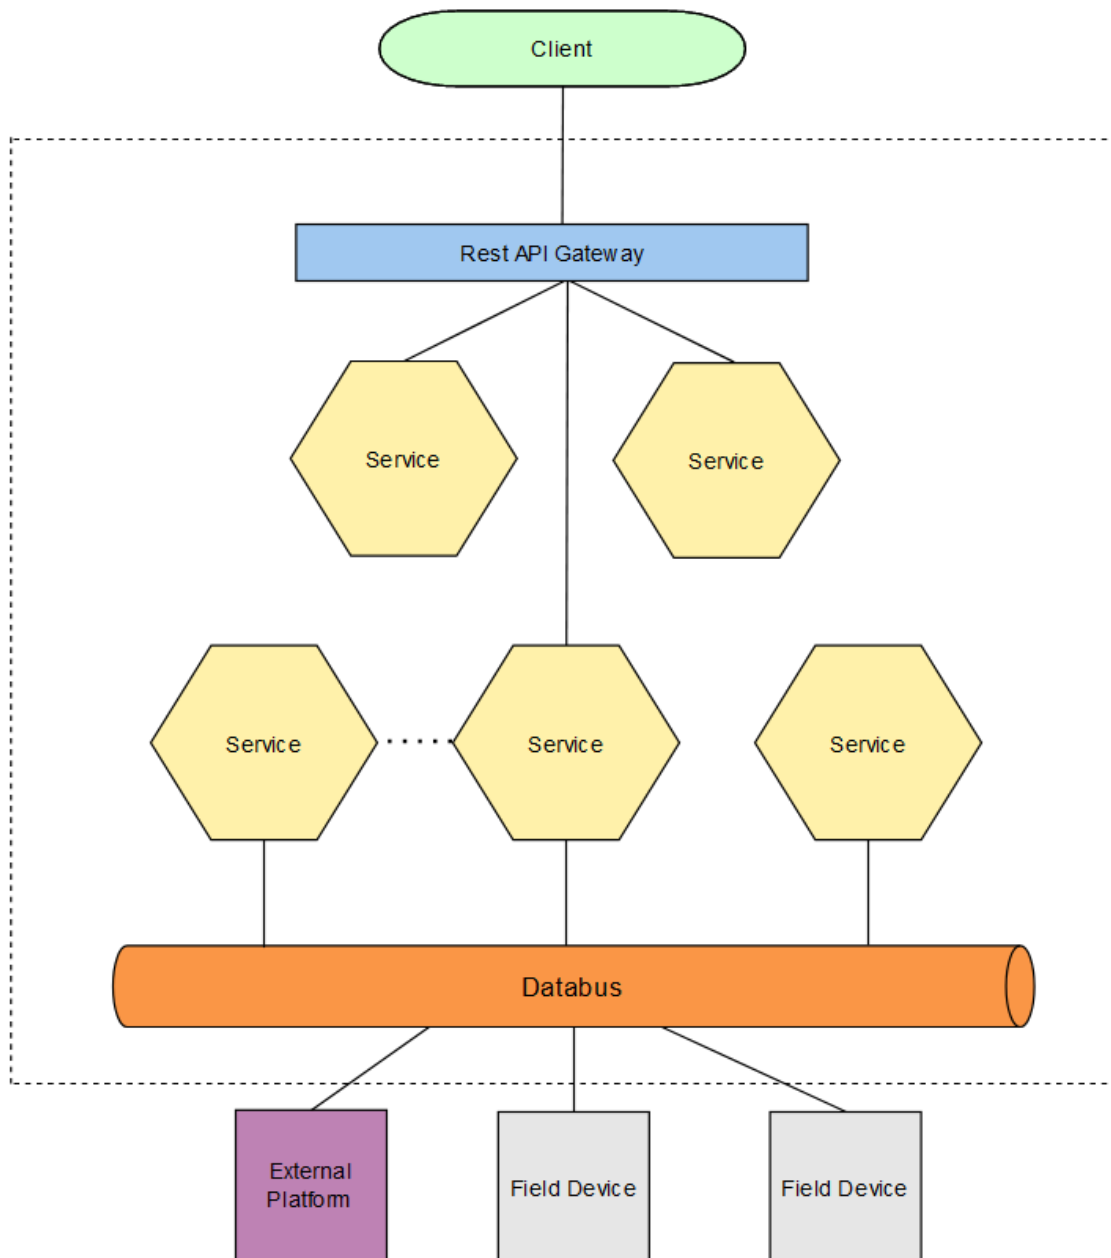 Client
Rest API Gateway
Service
Service
Service
Service
Service
Databus
External
Platform
Field Device
Field Device